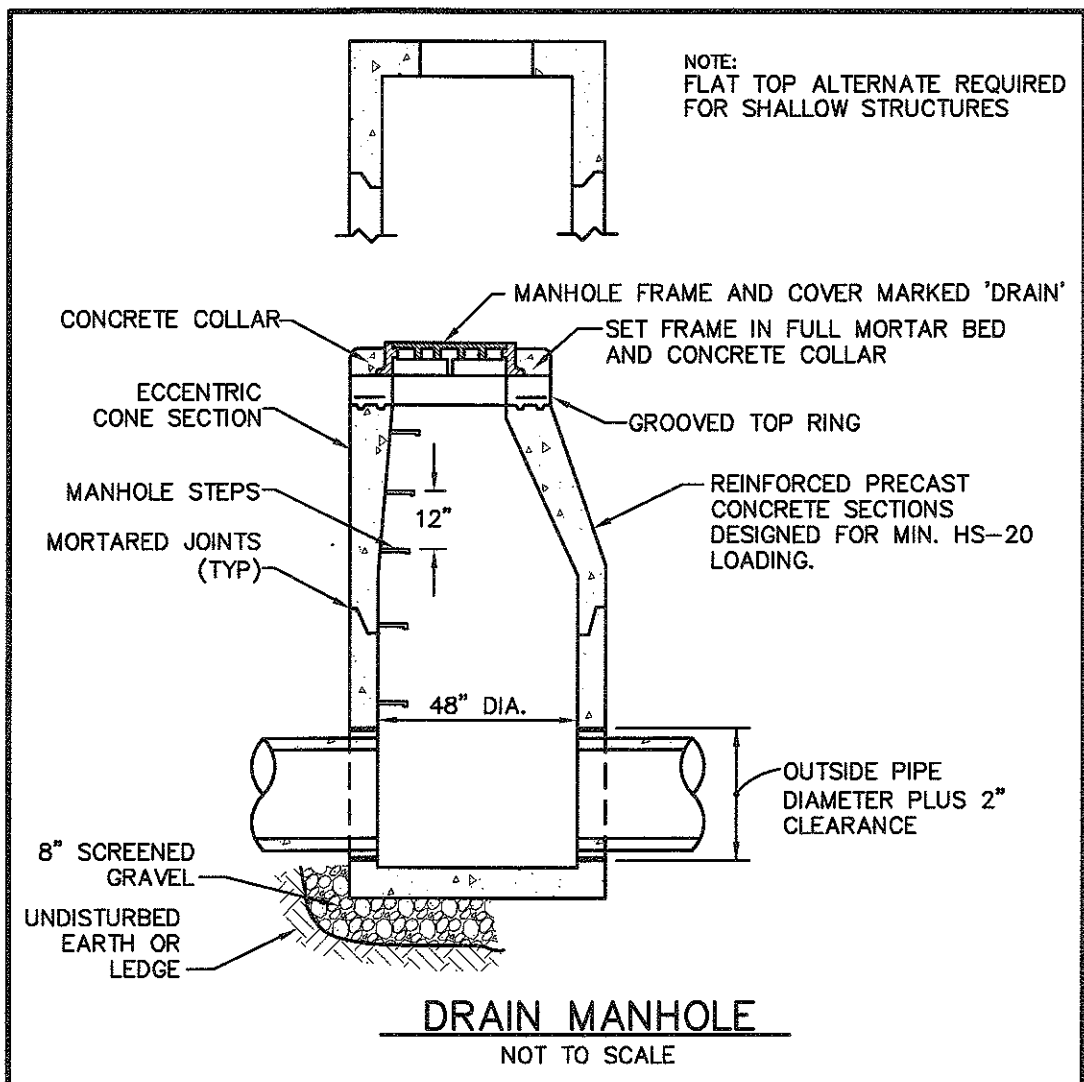 NOTE:
FLAT TOP ALTERNATE REQUIRED
FOR SHALLOW STRUCTURES
MANHOLE FRAME AND COVER MARKED 'DRAIN'
CONCRETE COLLAR
SET FRAME IN FULL MORTAR BED
AND CONCRETE COLLAR
ECCENTRIC
CONE SECTION
GROOVED TOP RING
MANHOLE STEPS
12"
REINFORCED PRECAST
CONCRETE SECTIONS
DESIGNED FOR MIN. HS-20
LOADING.
MORTARED JOINTS
(TYP)
48" DIA.
OUTSIDE PIPE
DIAMETER PLUS 2"
CLEARANCE
8" SCREENED
GRAVEL
UNDISTURBED
EARTH OR
LEDGE
DRAIN MANHOLE
NOT TO SCALE